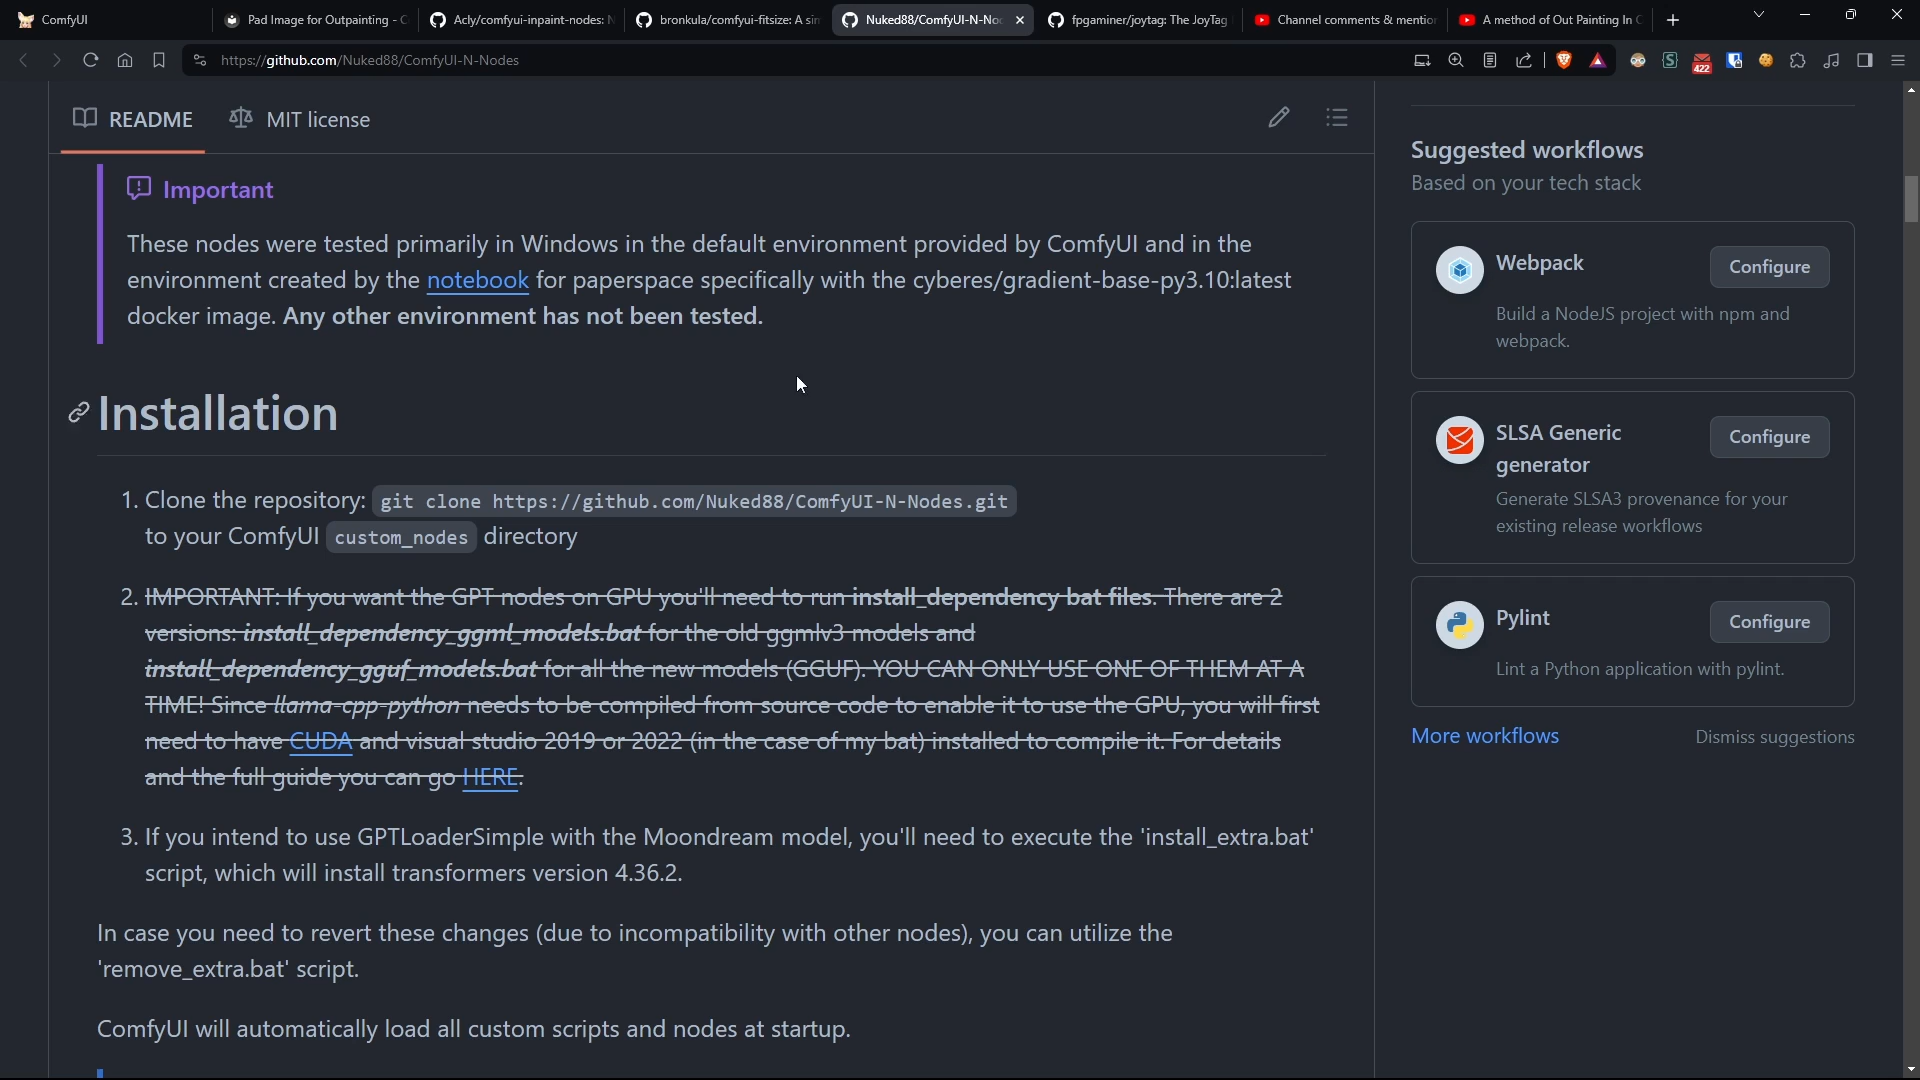 ComfyUI
Pad Image for Outpainting - C
Acly/comfyui-inpaint-nodes: N
bronkula/comfyui-fitsize: A sim
Nuked88/ComfyUI-N-Noc
fpgaminer/joytag: The JoyTag
Channel comments & mention
A method of Out Painting In C
https://github.com/Nuked88/ComfyUI-N-Nodes
422
README
MIT license
Important
These nodes were tested primarily in Windows in the default environment provided by ComfyUI and in the
environment created by the notebook for paperspace specifically with the cyberes/gradient-base-py3.10:latest
docker image. Any other environment has not been tested.
Installation
1. Clone the repository: git clone https://github.com/Nuked88/ComfyUI-N-Nodes.git
to your ComfyUI custom_nodes directory
2. IMPORTANT: If you want the GPT nodes on GPU you'll need to run install_dependency bat files. There are 2
versions: install_dependency_ggml_models.bat for the old ggmlv3 models and
install_dependency_gguf_models.bat for all the new models (GGUF). YOU CAN ONLY USE ONE OF THEM AT A
TIME! Since llama-cpp-python needs to be compiled from source code to enable it to use the GPU, you will first
need to have CUDA and visual studio 2019 or 2022 (in the case of my bat) installed to compile it. For details
and the full guide you can go HERE.
3. If you intend to use GPTLoaderSimple with the Moondream model, you'll need to execute the 'install_extra.bat'
script, which will install transformers version 4.36.2.
In case you need to revert these changes (due to incompatibility with other nodes), you can utilize the
'remove_extra.bat' script.
ComfyUI will automatically load all custom scripts and nodes at startup.
Suggested workflows
Based on your tech stack
Webpack
Configure
Build a NodeJS project with npm and
webpack.
SLSA Generic
generator
Configure
Generate SLSA3 provenance for your
existing release workflows
Pylint
Configure
Lint a Python application with pylint.
More workflows
Dismiss suggestions